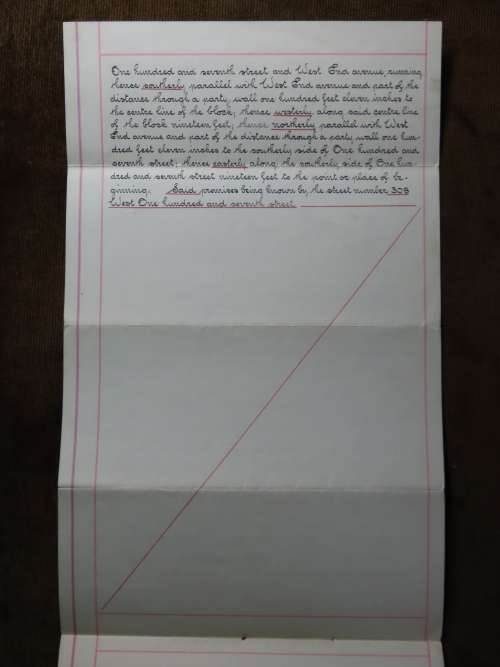 One hundred and seventh street and West End avenue, running
thence southerly parallel with West End avenue and part of the
distance through a party wall one hundred feet eleven inches to
the centre line of the block; thence westerly along said centre line
of the block nineteen feet; thence northerly parallel with West
End avenue and part of the distance through a party wall one hun-
dred feet eleven inches to the southerly side of One hundred and
seventh street; thence easterly along the southerly side of One hun-
dred and seventh street nineteen feet to the point or place of be-
ginning. Said premises being known by the street number 309
West One hundred and seventh street.